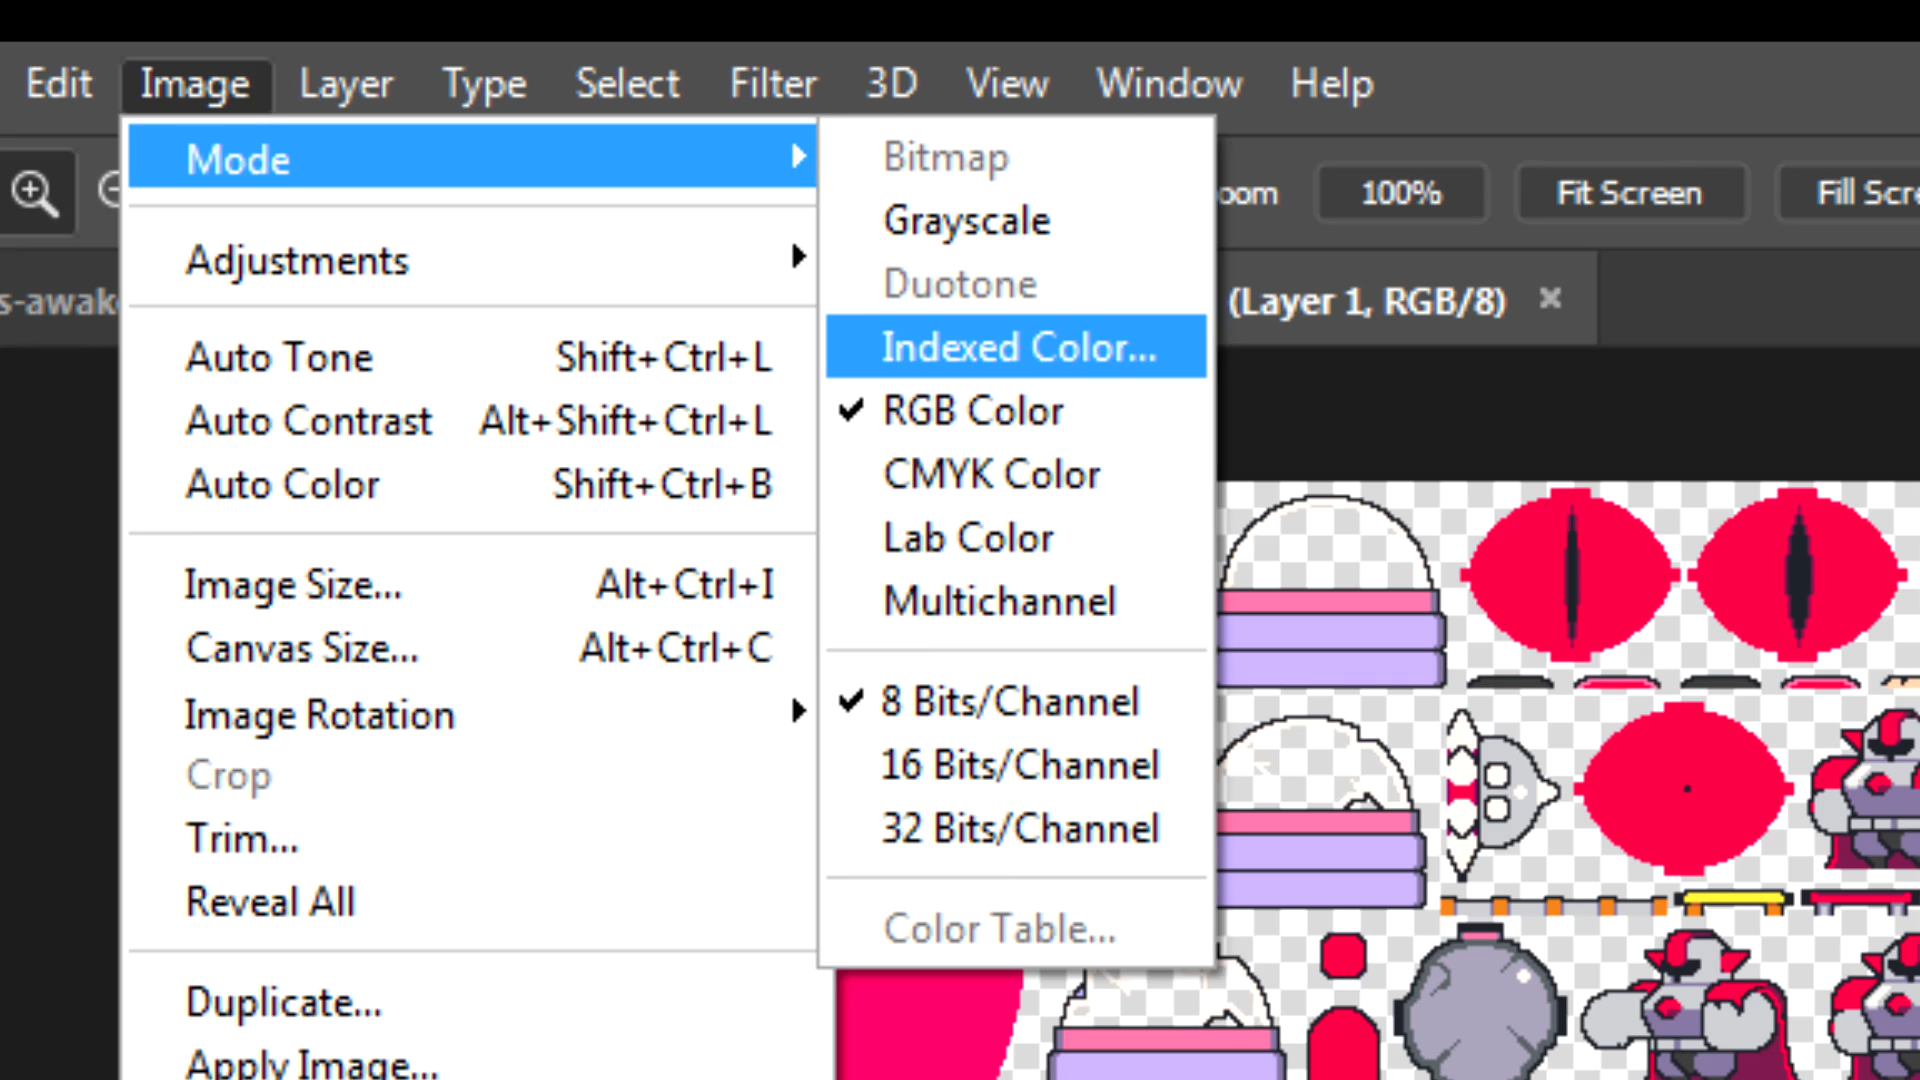 Edit Image Layer Type Select Filter 3D View Window Help
oom 100% Fit Screen Fill Scre
s-awak (Layer 1, RGB/8) ×
Mode
Adjustments
Auto Tone Shift+Ctrl+L
Auto Contrast Alt+Shift+Ctrl+L
Auto Color Shift+Ctrl+B
Image Size... Alt+Ctrl+I
Canvas Size... Alt+Ctrl+C
Image Rotation
Crop
Trim...
Reveal All
Duplicate...
Apply Image...
Bitmap
Grayscale
Duotone
Indexed Color...
RGB Color
CMYK Color
Lab Color
Multichannel
8 Bits/Channel
16 Bits/Channel
32 Bits/Channel
Color Table...